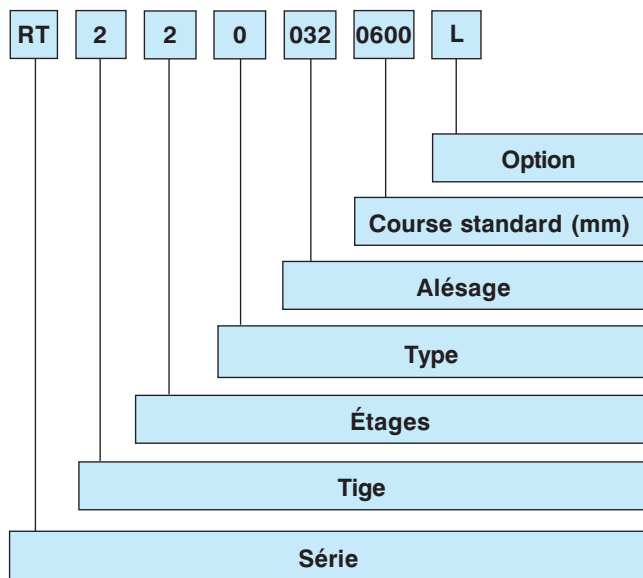 RT 2 2 0 032 0600 L
Option
Course standard (mm)
Alésage
Type
Étages
Tige
Série